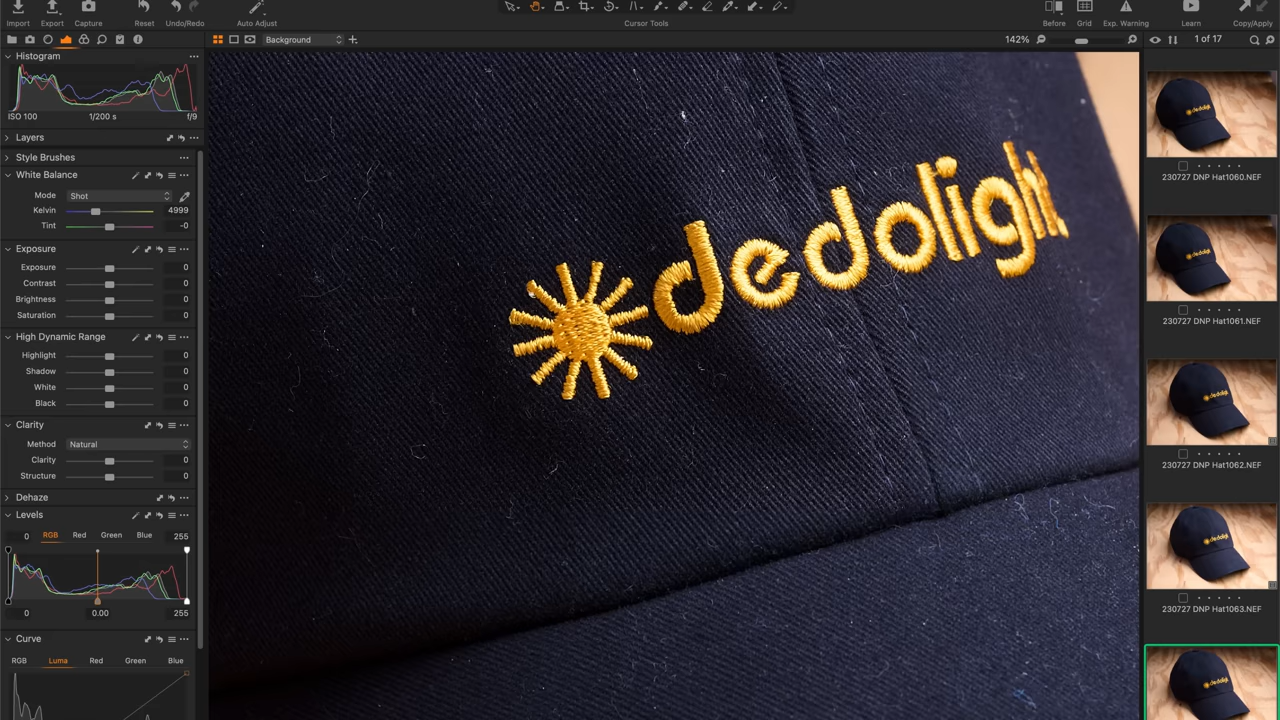 Import
Export
Capture
Reset
Undo/Redo
Auto Adjust
Cursor Tools
Before
Grid
Exp. Warning
Learn
Copy/Apply
Background
142%
1 of 17
Histogram
ISO 100 1/200 s f/9
Layers
Style Brushes
White Balance
Mode Shot
Kelvin 4999
Tint -0
Exposure
Exposure 0
Contrast 0
Brightness 0
Saturation 0
High Dynamic Range
Highlight 0
Shadow 0
White 0
Black 0
Clarity
Method Natural
Clarity 0
Structure 0
Dehaze
Levels
0 RGB Red Green Blue 255
0 0.00 255
Curve
RGB Luma Red Green Blue
dedolight
dedolight
230727 DNP Hat1060.NEF
dedolight
230727 DNP Hat1061.NEF
dedolight
230727 DNP Hat1062.NEF
dedolight
230727 DNP Hat1063.NEF
dedolight